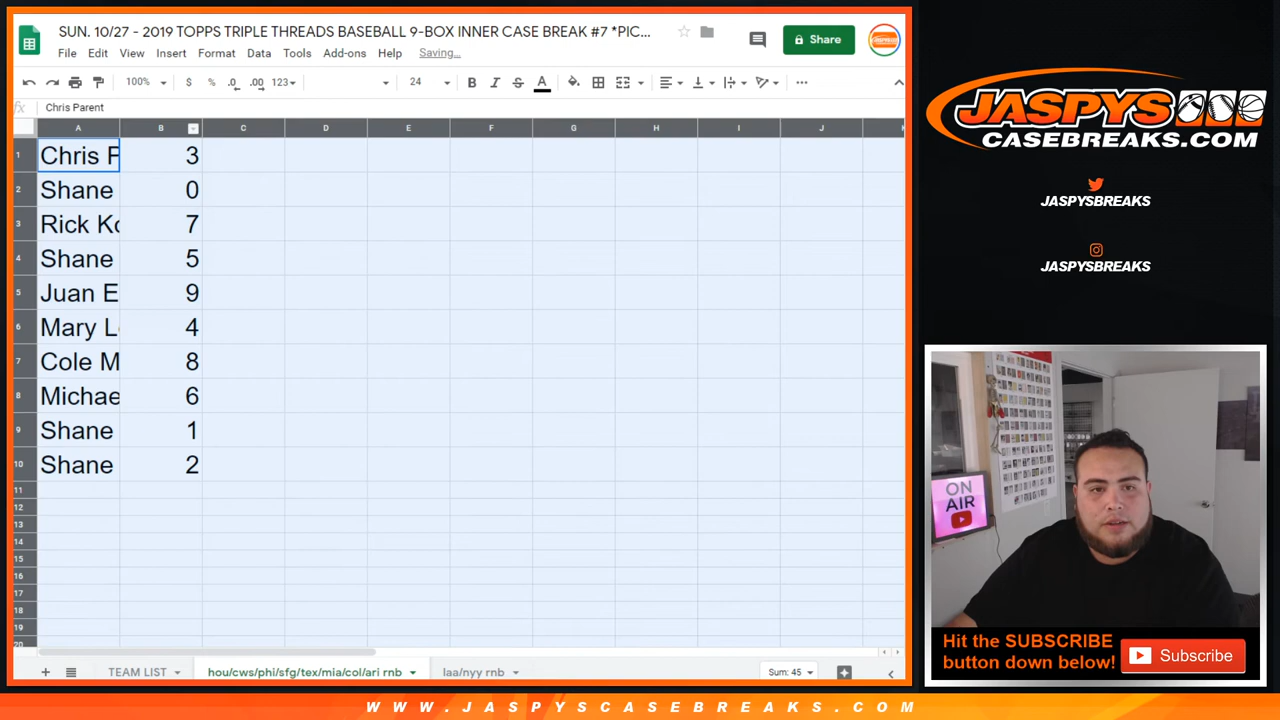 SUN. 10/27 - 2019 TOPPS TRIPLE THREADS BASEBALL 9-BOX INNER CASE BREAK #7 *PIC...
File Edit View Insert Format Data Tools Add-ons Help Saving...
Share
100% $ % .0 .00 123 24 B I S A
fx Chris Parent
A B C D E F G H I J
1 Chris P 3
2 Shane 0
3 Rick Ko 7
4 Shane 5
5 Juan E 9
6 Mary Lo 4
7 Cole M 8
8 Michae 6
9 Shane 1
10 Shane 2
11
12
13
14
15
16
17
18
19
20
TEAM LIST hou/cws/phi/sfg/tex/mia/col/ari rnb laa/nyy rnb Sum: 45
JASPYS
CASEBREAKS.COM
JASPYSBREAKS
JASPYSBREAKS
ON
AIR
Hit the SUBSCRIBE
button down below!
Subscribe
WWW.JASPYSCASEBREAKS.COM